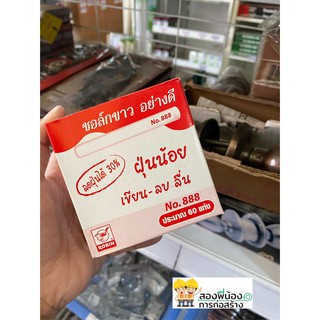 ชอล์กขาว อย่างดี
No. 888
ลดฝุ่นได้ 30%
ฝุ่นน้อย
เขียน-ลบ ลื่น
No. 888
ประมาณ 60 แท่ง
ROBIN
สองพี่น้อง
การก่อสร้าง